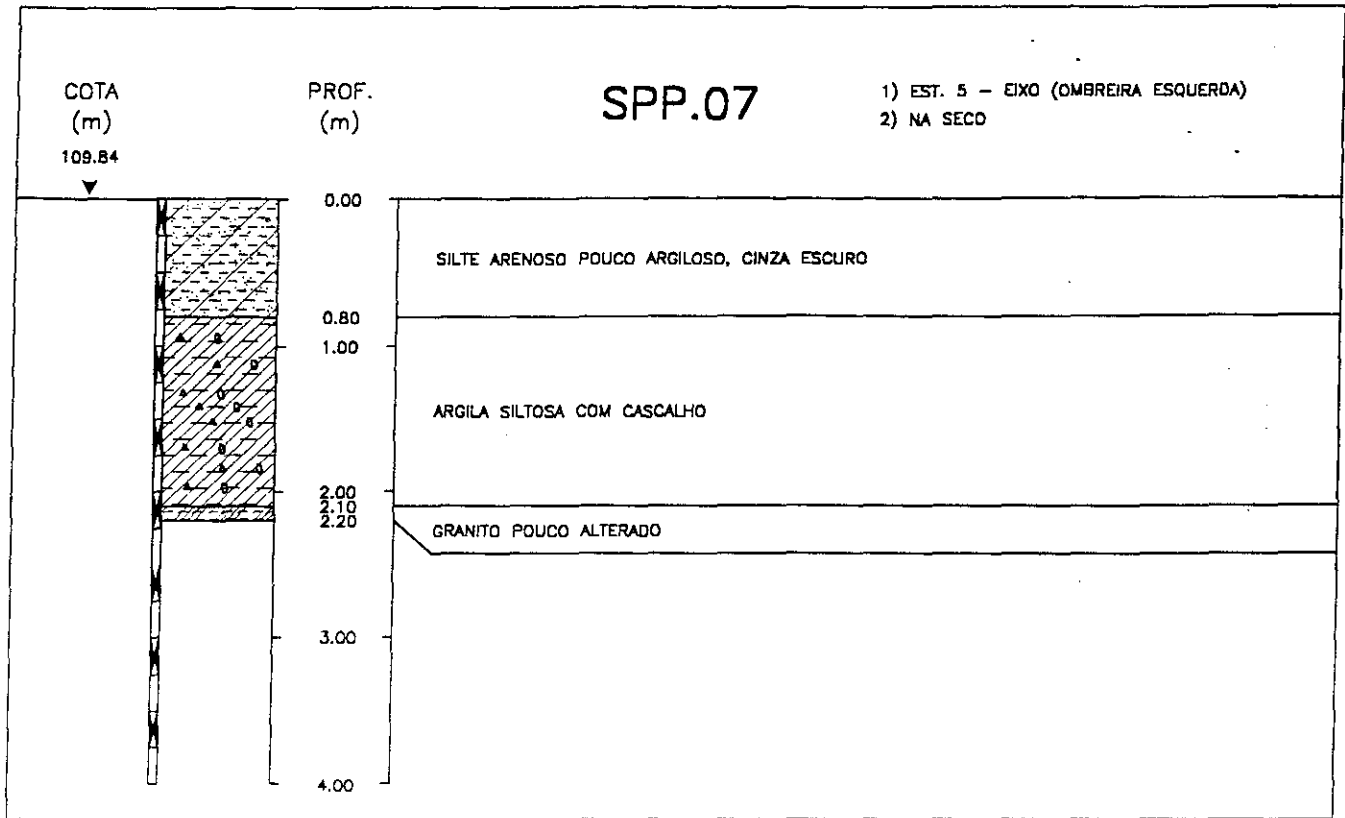 COTA
(m)
109.84
PROF.
(m)
SPP.07
1) EST. 5 - EIXO (OMBREIRA ESQUERDA)
2) NA SECO
0.00
SILTE ARENOSO POUCO ARGILOSO, CINZA ESCURO
0.80
1.00
ARGILA SILTOSA COM CASCALHO
2.00
2.10
2.20
GRANITO POUCO ALTERADO
3.00
4.00